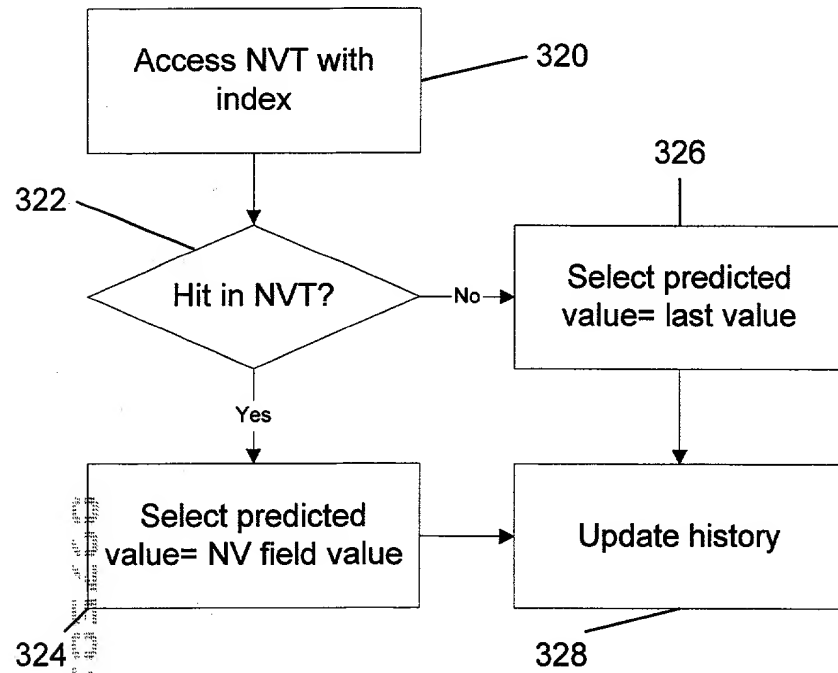 Access NVT with
index
320
322
326
Hit in NVT?
No
Select predicted
value= last value
Yes
Select predicted
value= NV field value
Update history
324
328